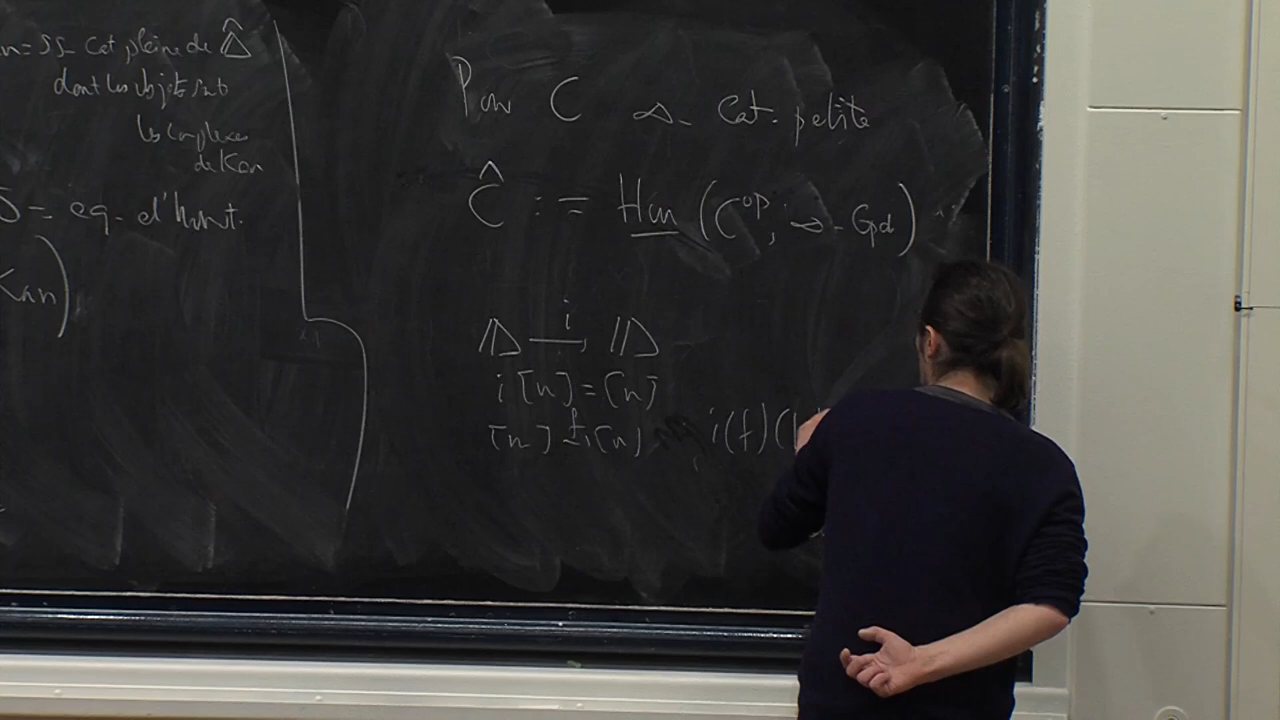 n = ss-cat pleine de Δ̂
dont les objets sont
les complexes
de Kan
S = eq. d'homot.
Kan)
Pour C ∞-Cat. petite
Ĉ := Hom (C^op, ∞-Gpd)
Δ —i→ Δ
i[n] = [n]
[m] —f→ [n] , i(f)(